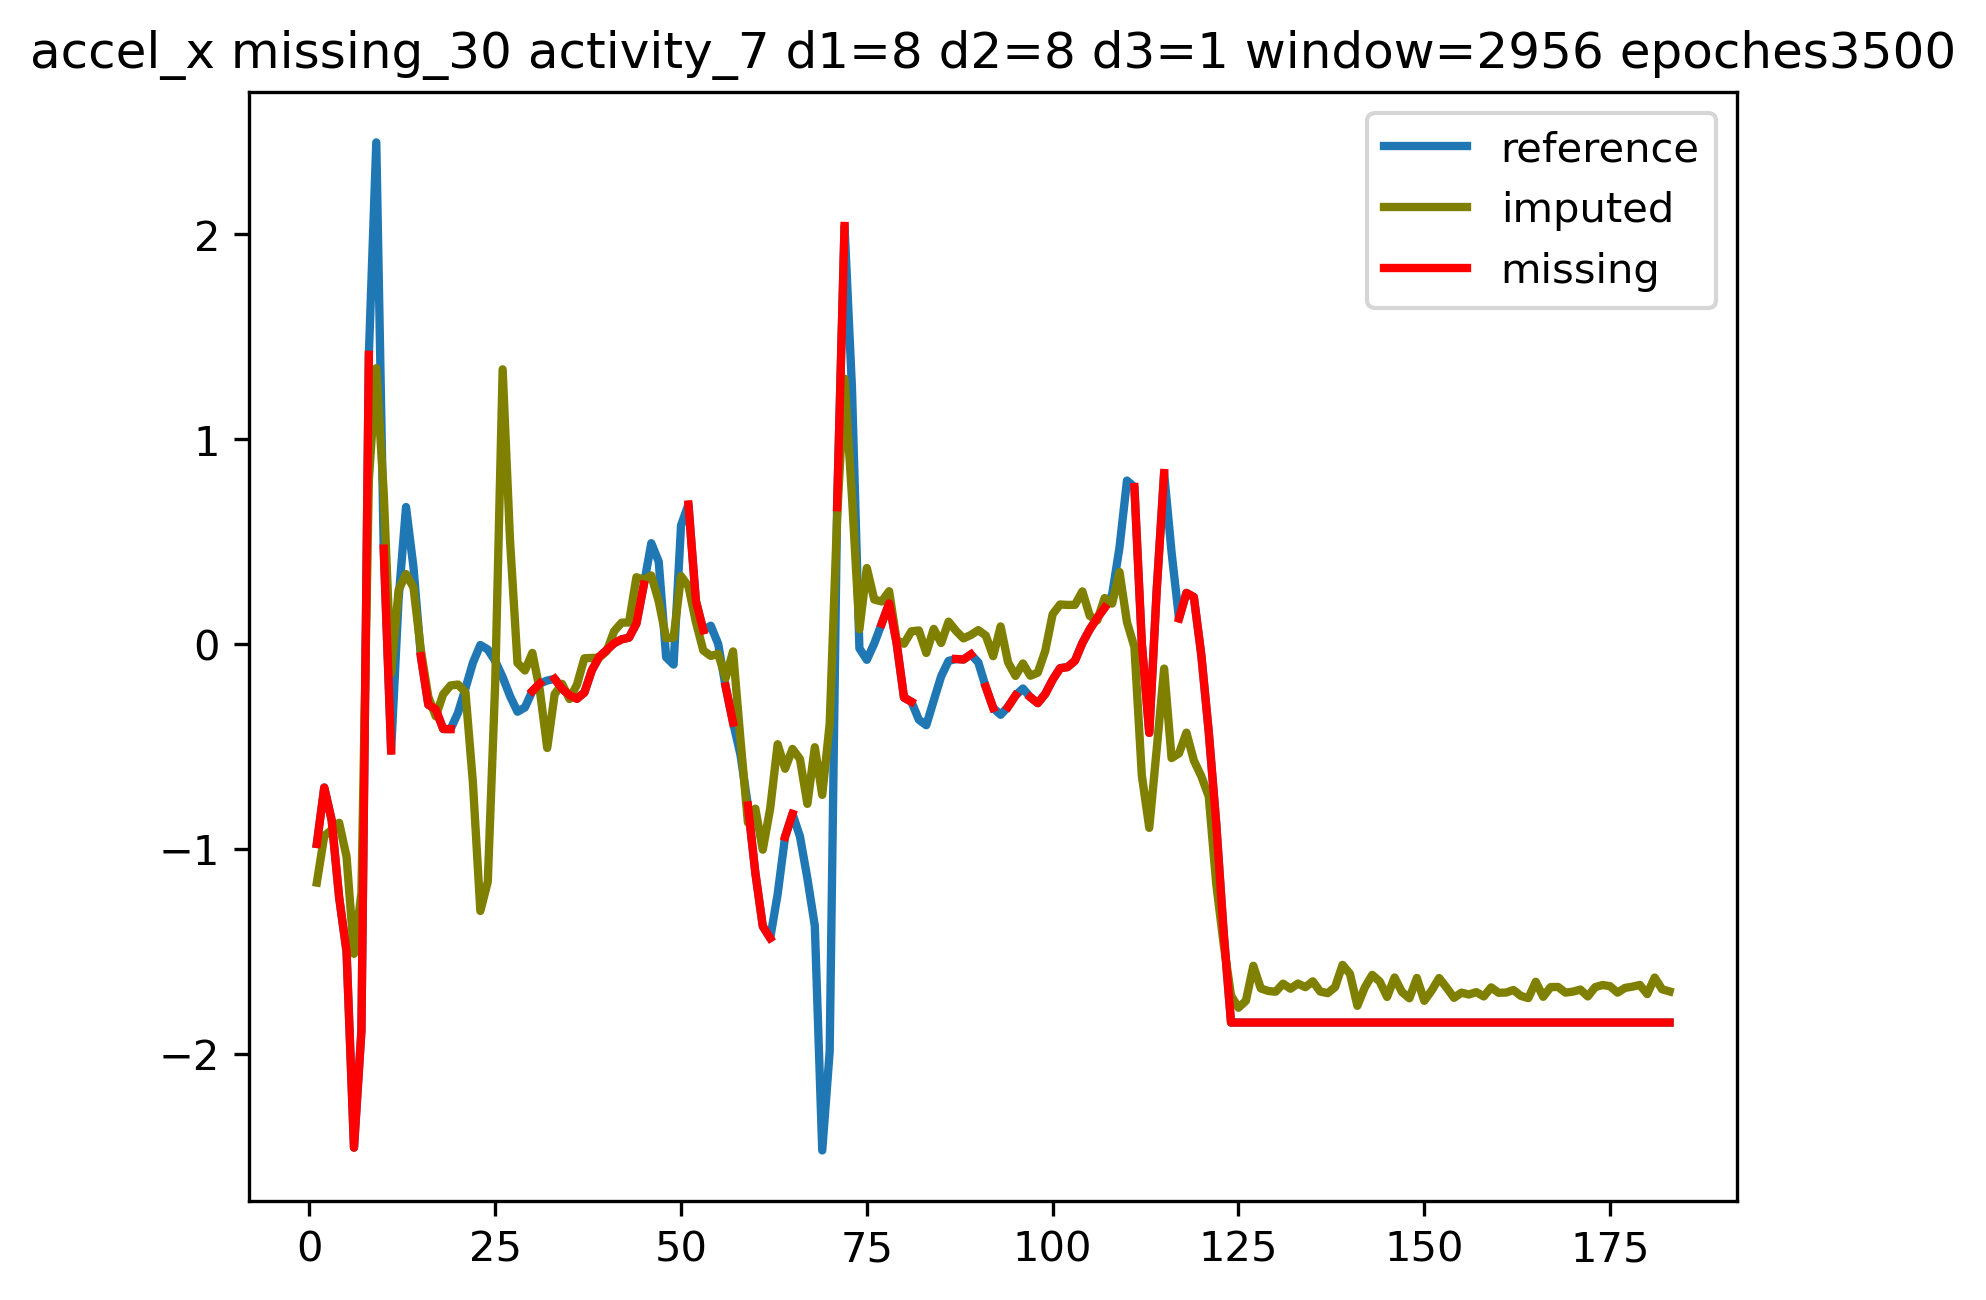 accel_x missing_30 activity_7 d1=8 d2=8 d3=1 window=2956 epoches3500
reference
imputed
missing
2
1
0
−1
−2
0 25 50 75 100 125 150 175